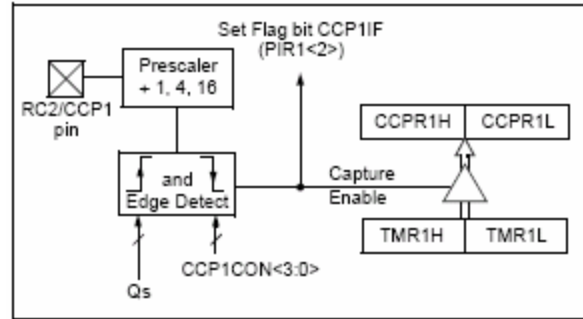 Set Flag bit CCP1IF
(PIR1<2>)
Prescaler
+ 1, 4, 16
RC2/CCP1
pin
CCPR1H
CCPR1L
and
Edge Detect
Capture
Enable
TMR1H
TMR1L
CCP1CON<3:0>
Qs